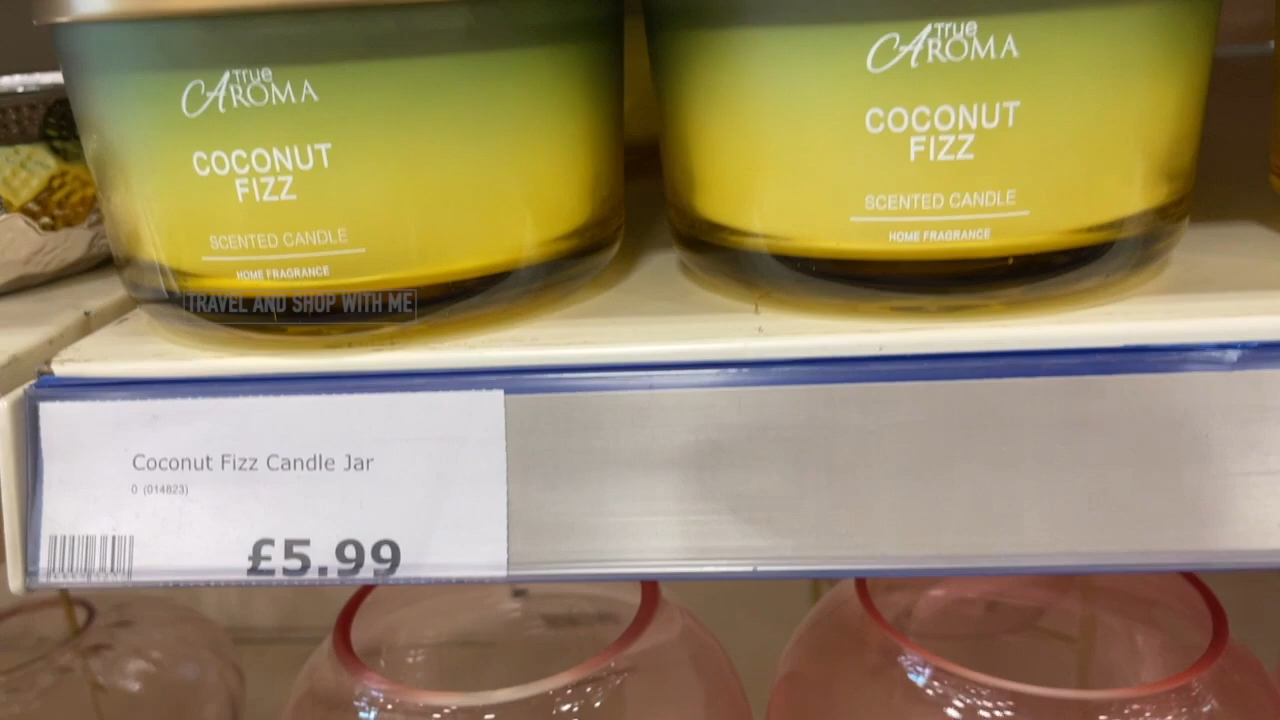 True
AROMA
COCONUT
FIZZ
SCENTED CANDLE
HOME FRAGRANCE
TRAVEL AND SHOP WITH ME
True
AROMA
COCONUT
FIZZ
SCENTED CANDLE
HOME FRAGRANCE
Coconut Fizz Candle Jar
0 (014823)
£5.99